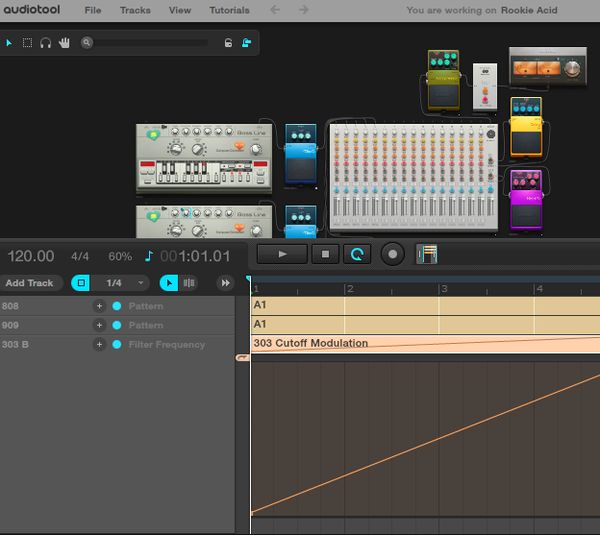 audiotool File Tracks View Tutorials You are working on Rookie Acid
Bass Line
Bass Line
120.00 4/4 60% 001:01.01
Add Track 1/4 1 2 3 4
808 + Pattern A1
909 + Pattern A1
303 B + Filter Frequency 303 Cutoff Modulation